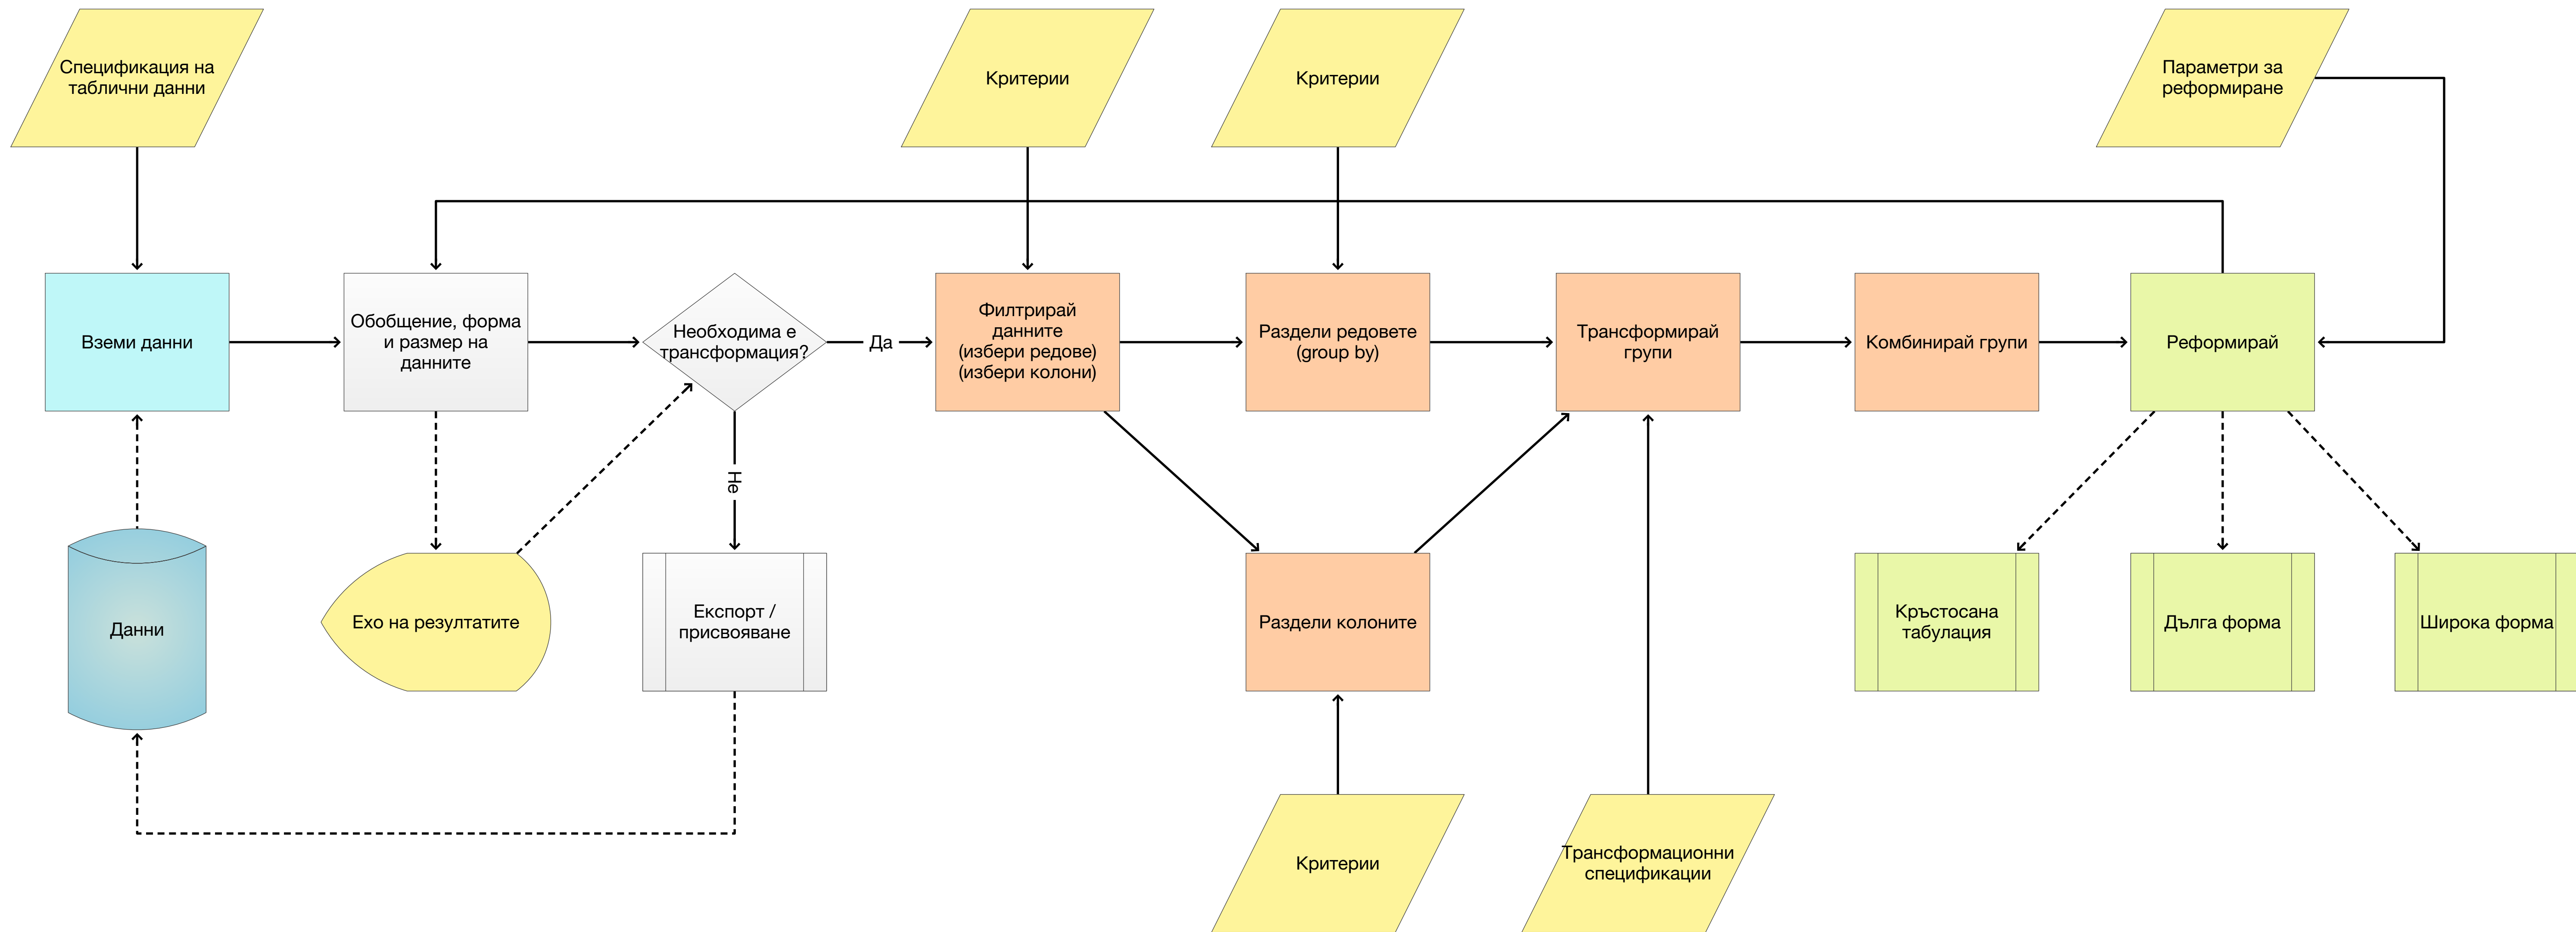 Спецификация на
таблични данни
Критерии
Критерии
Параметри за
реформиране
Вземи данни
Обобщение, форма
и размер на
данните
Необходима е
трансформация?
Да
Филтрирай
данните
(избери редове)
(избери колони)
Раздели редовете
(group by)
Трансформирай
групи
Комбинирай групи
Реформирай
Не
Данни
Ехо на резултатите
Експорт /
присвояване
Раздели колоните
Кръстосана
табулация
Дълга форма
Широка форма
Критерии
Трансформационни
спецификации